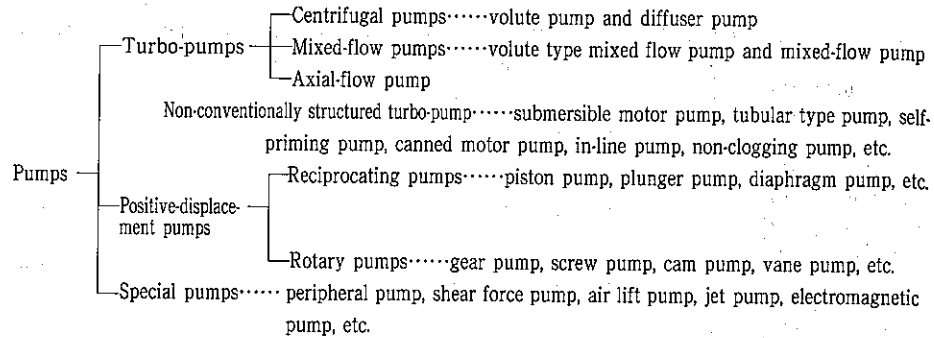 Centrifugal pumps······volute pump and diffuser pump
Turbo-pumps
Mixed-flow pumps······volute type mixed flow pump and mixed-flow pump
Axial-flow pump
Non-conventionally structured turbo-pump······submersible motor pump, tubular type pump, self-
priming pump, canned motor pump, in-line pump, non-clogging pump, etc.
Pumps
Reciprocating pumps······piston pump, plunger pump, diaphragm pump, etc.
Positive-displace-
ment pumps
Rotary pumps······gear pump, screw pump, cam pump, vane pump, etc.
Special pumps······ peripheral pump, shear force pump, air lift pump, jet pump, electromagnetic
pump, etc.